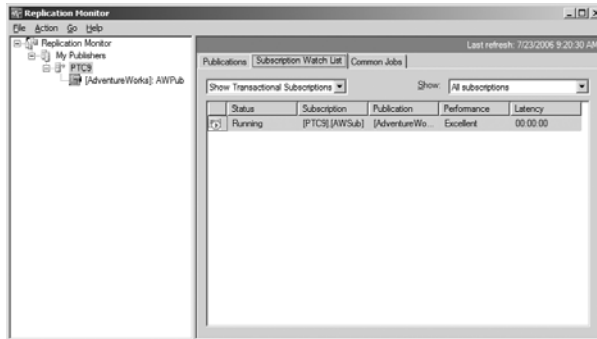 Replication Monitor
File Action Go Help
Replication Monitor
My Publishers
PTC9
[AdventureWorks]: AWPub
Last refresh: 7/23/2006 9:20:30 AM
Publications Subscription Watch List Common Jobs
Show Transactional Subscriptions Show: All subscriptions
Status Subscription Publication Performance Latency
Running [PTC9].[AWSub] [AdventureWo... Excellent 00:00:00